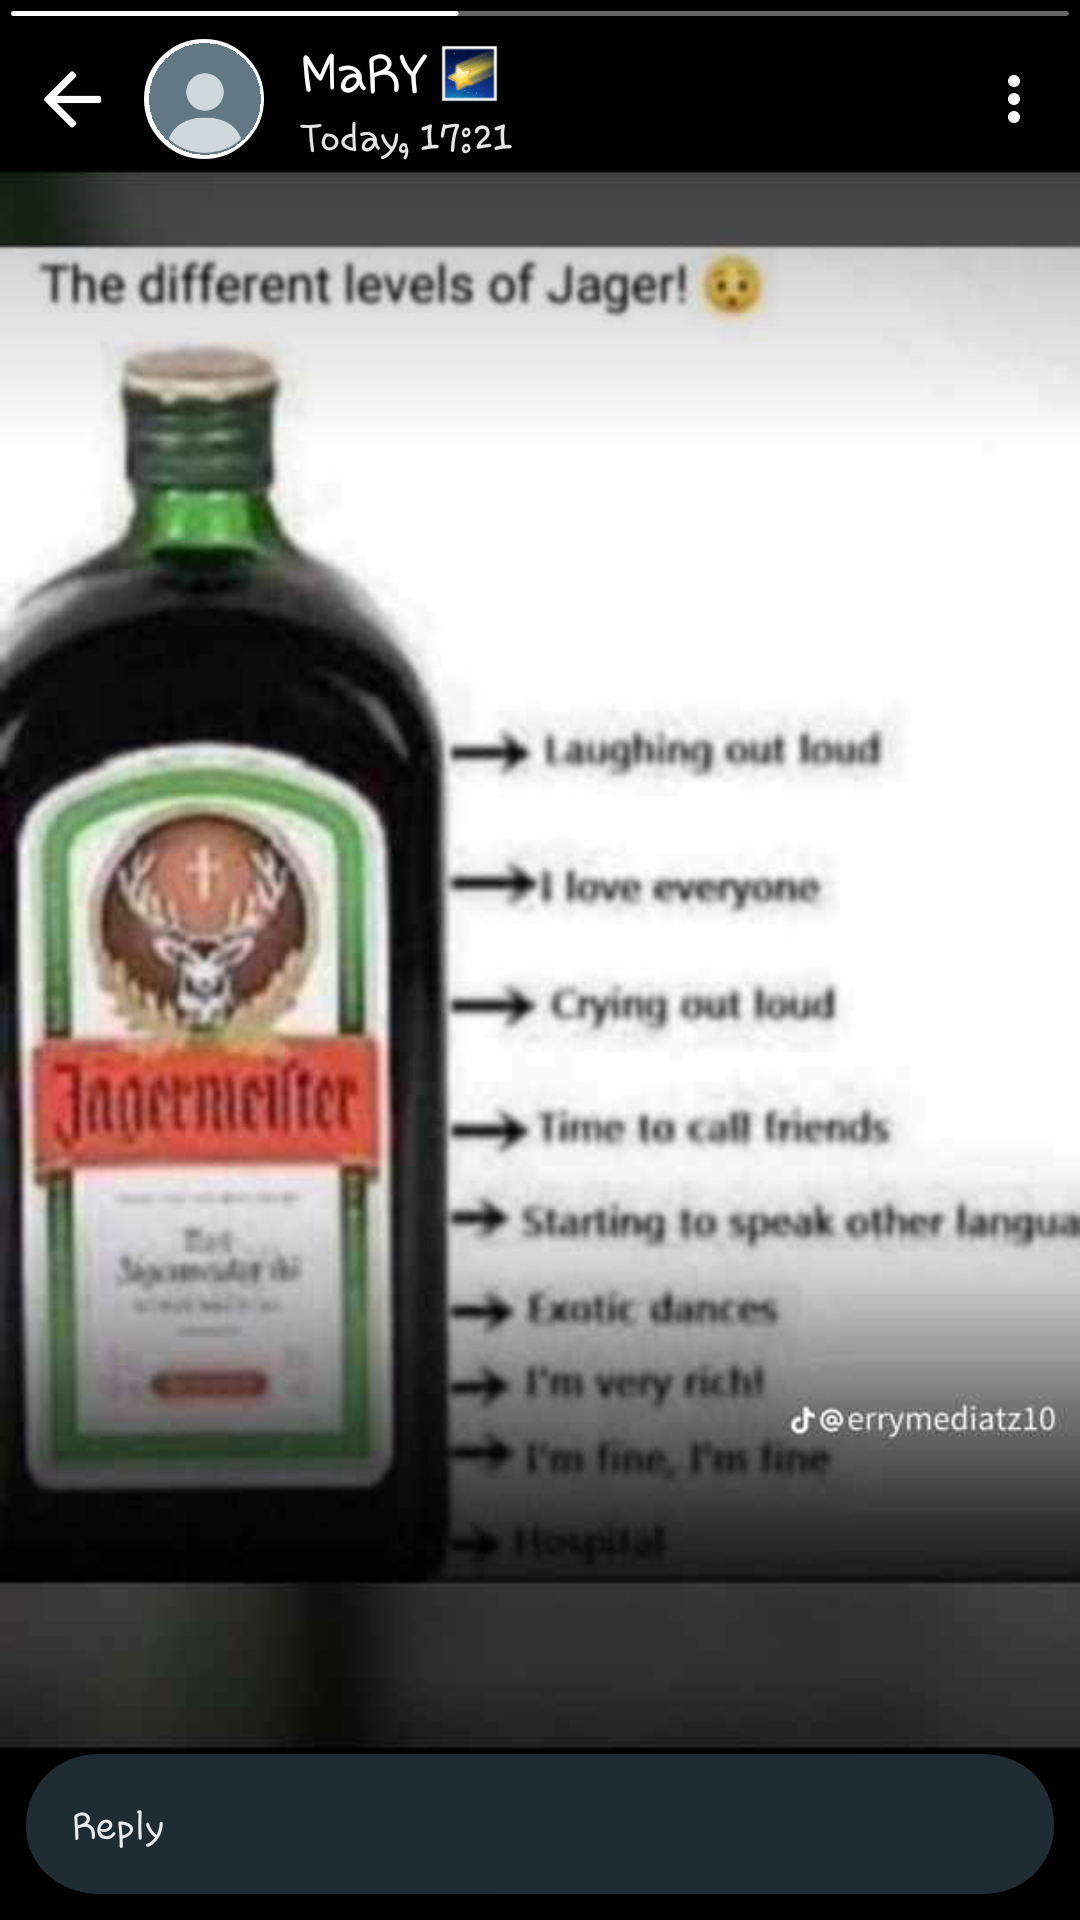 MaRY
Today, 17:21
The different levels of Jager!
Laughing out loud
I love everyone
Crying out loud
Jägermeister
Time to call friends
Starting to speak other langua
Exotic dances
I'm very rich!
@errymediatz10
I'm fine, I'm fine
Hospital
Reply